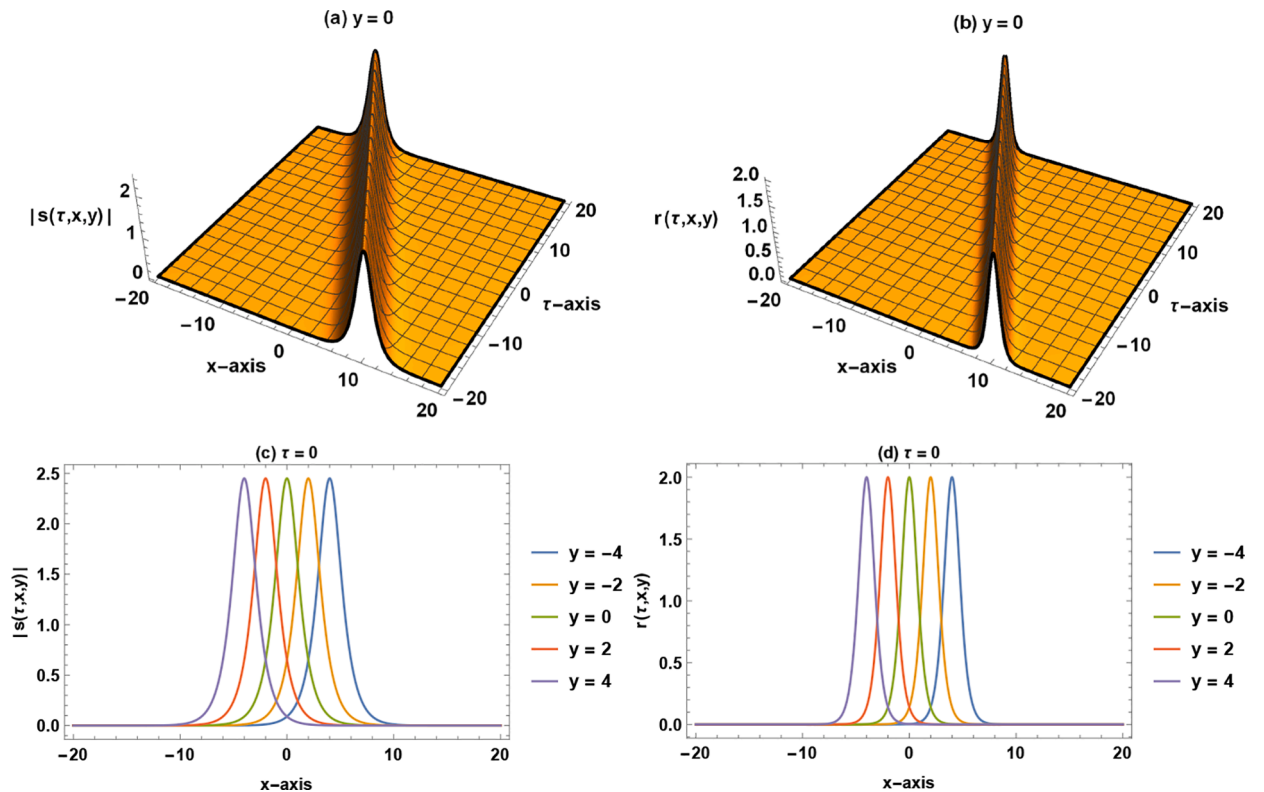 (a) y = 0
2
1
0
|s(τ,x,y)|
−20
−10
0
10
20
x−axis
20
10
0
−10
−20
τ−axis
(b) y = 0
2.0
1.5
1.0
0.5
0.0
r(τ,x,y)
−20
−10
0
10
20
x−axis
20
10
0
−10
−20
τ−axis
(c) τ = 0
2.5
2.0
1.5
1.0
0.5
0.0
|s(τ,x,y)|
−20 −10 0 10 20
x−axis
y = −4
y = −2
y = 0
y = 2
y = 4
(d) τ = 0
2.0
1.5
1.0
0.5
0.0
r(τ,x,y)
−20 −10 0 10 20
x−axis
y = −4
y = −2
y = 0
y = 2
y = 4